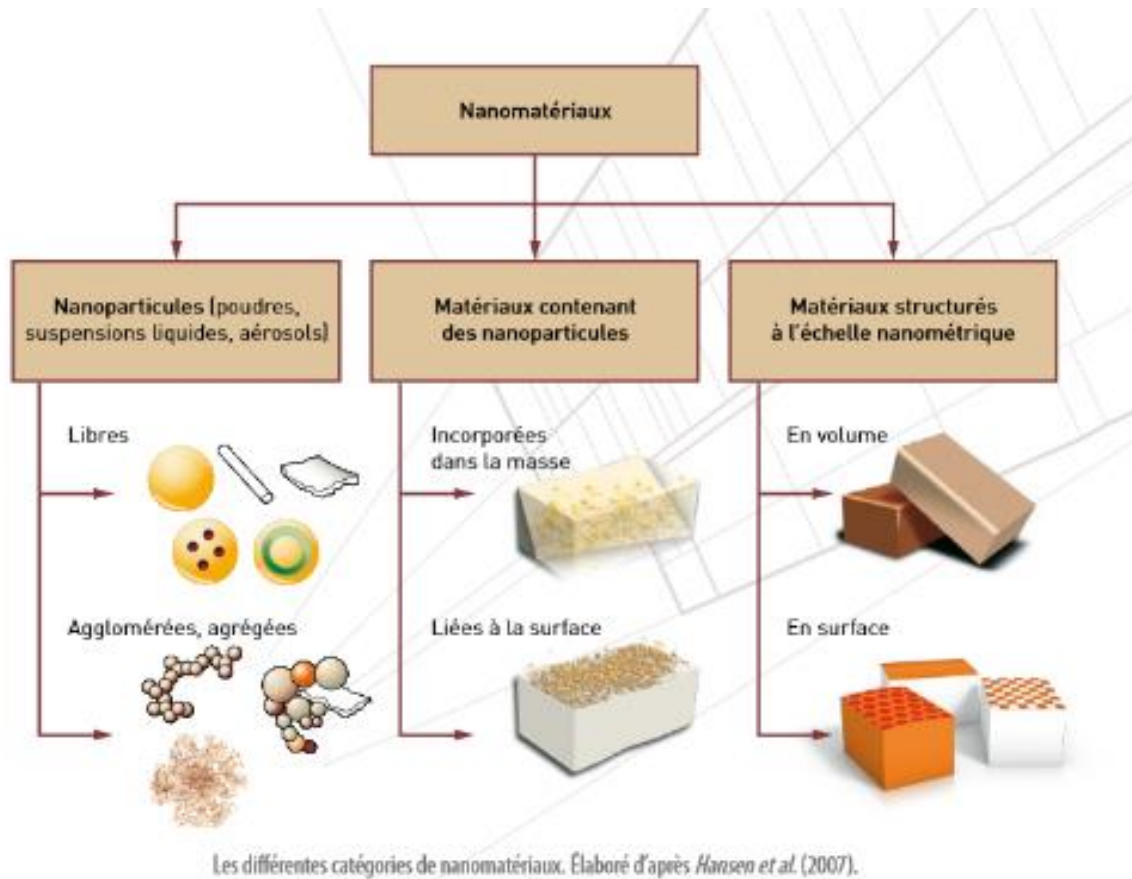 Nanomatériaux
Nanoparticules (poudres,
suspensions liquides, aérosols)
Matériaux contenant
des nanoparticules
Matériaux structurés
à l'échelle nanométrique
Libres
Agglomérées, agrégées
Incorporées
dans la masse
Liées à la surface
En volume
En surface
Les différentes catégories de nanomatériaux. Élaboré d'après Hansen et al. (2007).